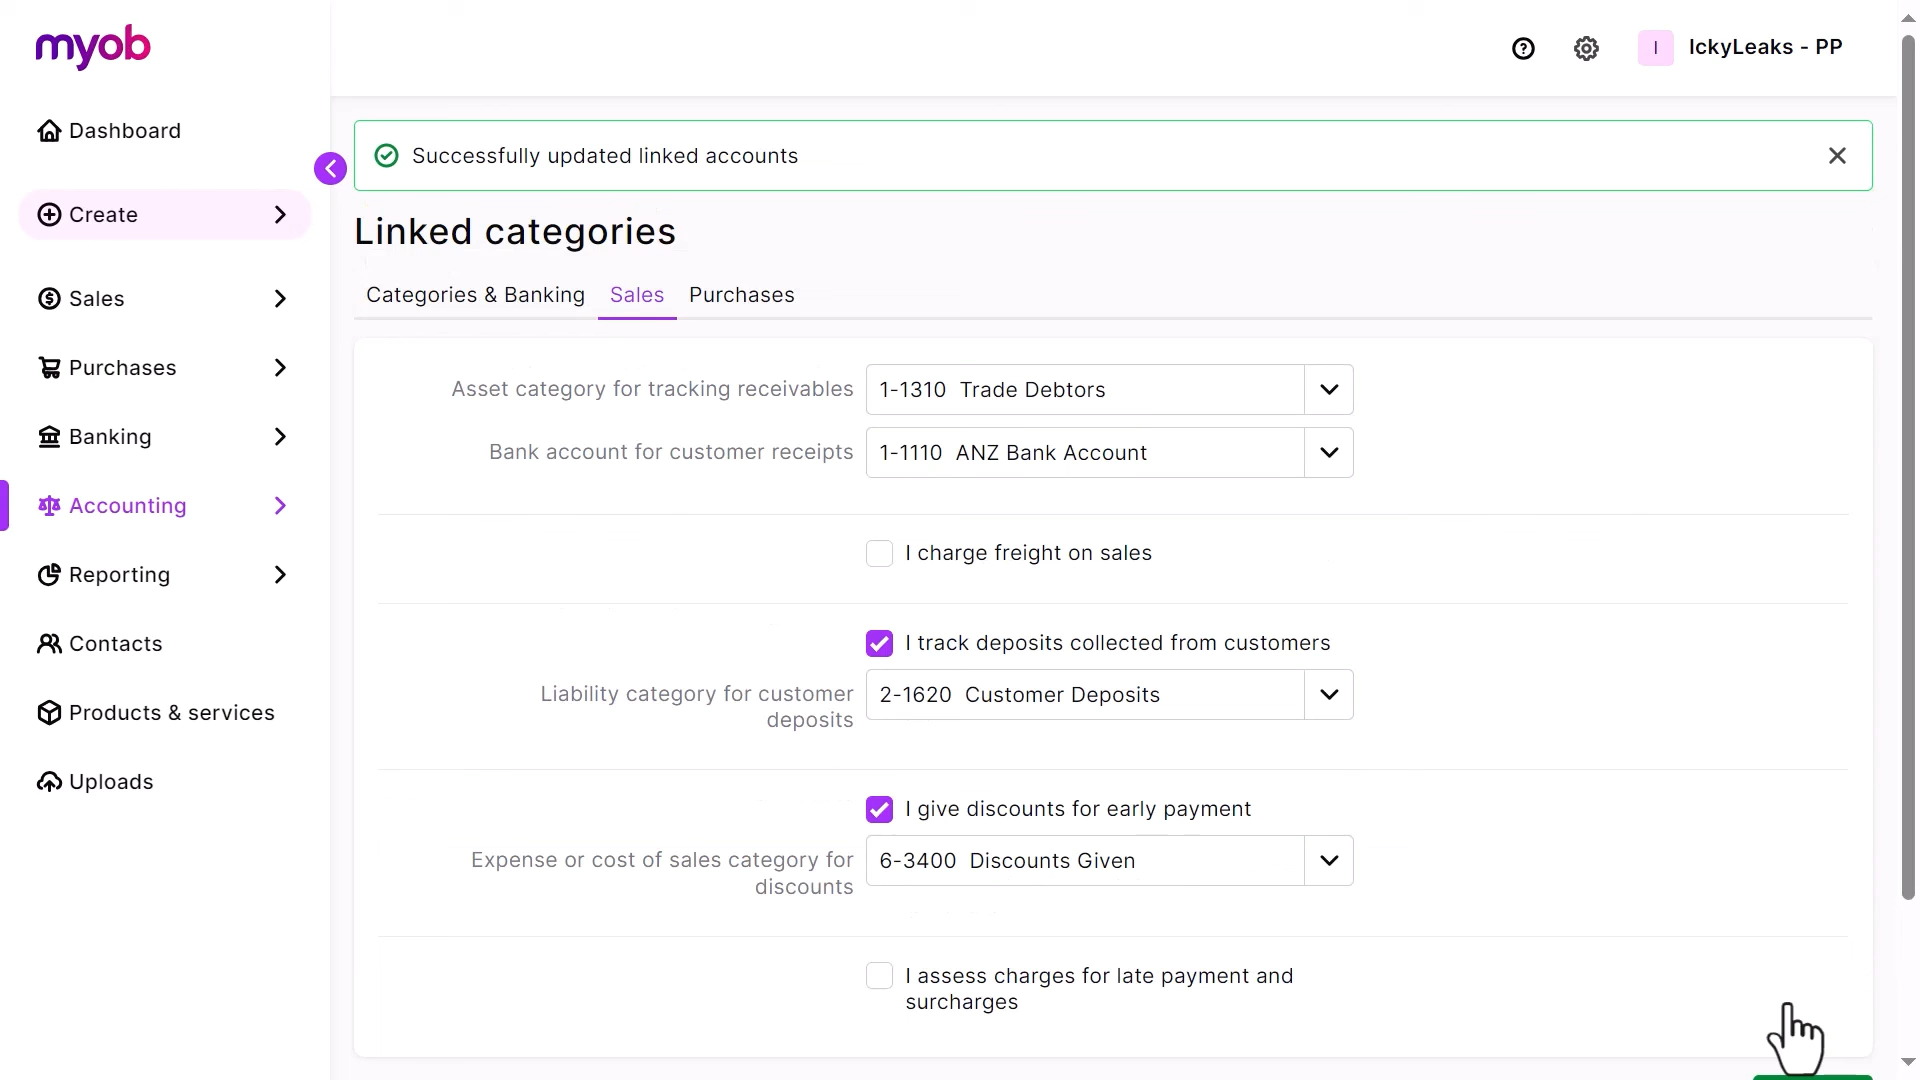 myob
IckyLeaks - PP
I
Dashboard
Create
Sales
Purchases
Banking
Accounting
Reporting
Contacts
Products & services
Uploads
Successfully updated linked accounts
Linked categories
Categories & Banking Sales Purchases
Asset category for tracking receivables 1-1310 Trade Debtors
Bank account for customer receipts 1-1110 ANZ Bank Account
I charge freight on sales
I track deposits collected from customers
Liability category for customer 2-1620 Customer Deposits
deposits
I give discounts for early payment
Expense or cost of sales category for 6-3400 Discounts Given
discounts
I assess charges for late payment and
surcharges